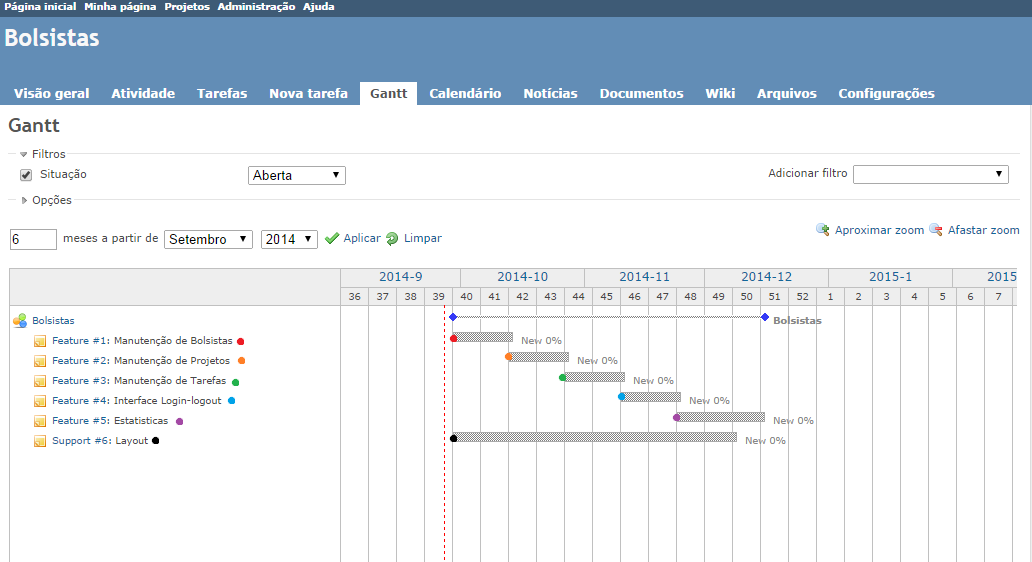 Página inicial Minha página Projetos Administração Ajuda
Bolsistas
Visão geral Atividade Tarefas Nova tarefa Gantt Calendário Notícias Documentos Wiki Arquivos Configurações
Gantt
Filtros
Situação Aberta Adicionar filtro
Opções
6 meses a partir de Setembro 2014 Aplicar Limpar Aproximar zoom Afastar zoom
2014-9 2014-10 2014-11 2014-12 2015-1 2015
36 37 38 39 40 41 42 43 44 45 46 47 48 49 50 51 52 1 2 3 4 5 6 7
Bolsistas Bolsistas
Feature #1: Manutenção de Bolsistas New 0%
Feature #2: Manutenção de Projetos New 0%
Feature #3: Manutenção de Tarefas New 0%
Feature #4: Interface Login-logout New 0%
Feature #5: Estatisticas New 0%
Support #6: Layout New 0%